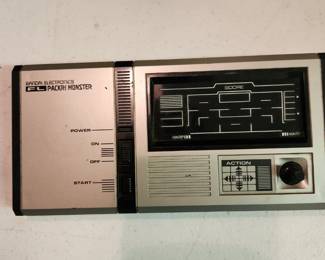 BANDAI ELECTRONICS
FL PACKRI MONSTER
SCORE
POWER
ON
OFF
START
ACTION